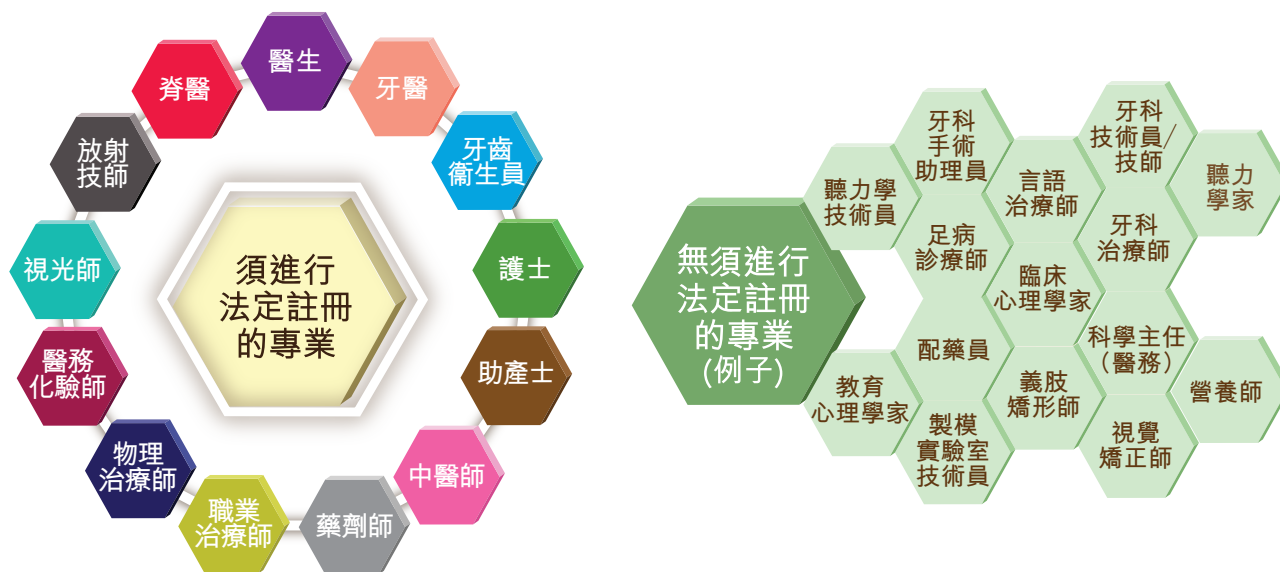 須進行
法定註冊
的專業
醫生
牙醫
牙齒
衞生員
護士
助產士
中醫師
藥劑師
職業
治療師
物理
治療師
醫務
化驗師
視光師
放射
技師
脊醫
無須進行
法定註冊
的專業
(例子)
聽力學
技術員
牙科
手術
助理員
足病
診療師
言語
治療師
牙科
技術員/
技師
聽力
學家
牙科
治療師
臨床
心理學家
配藥員
科學主任
（醫務）
教育
心理學家
義肢
矯形師
營養師
製模
實驗室
技術員
視覺
矯正師